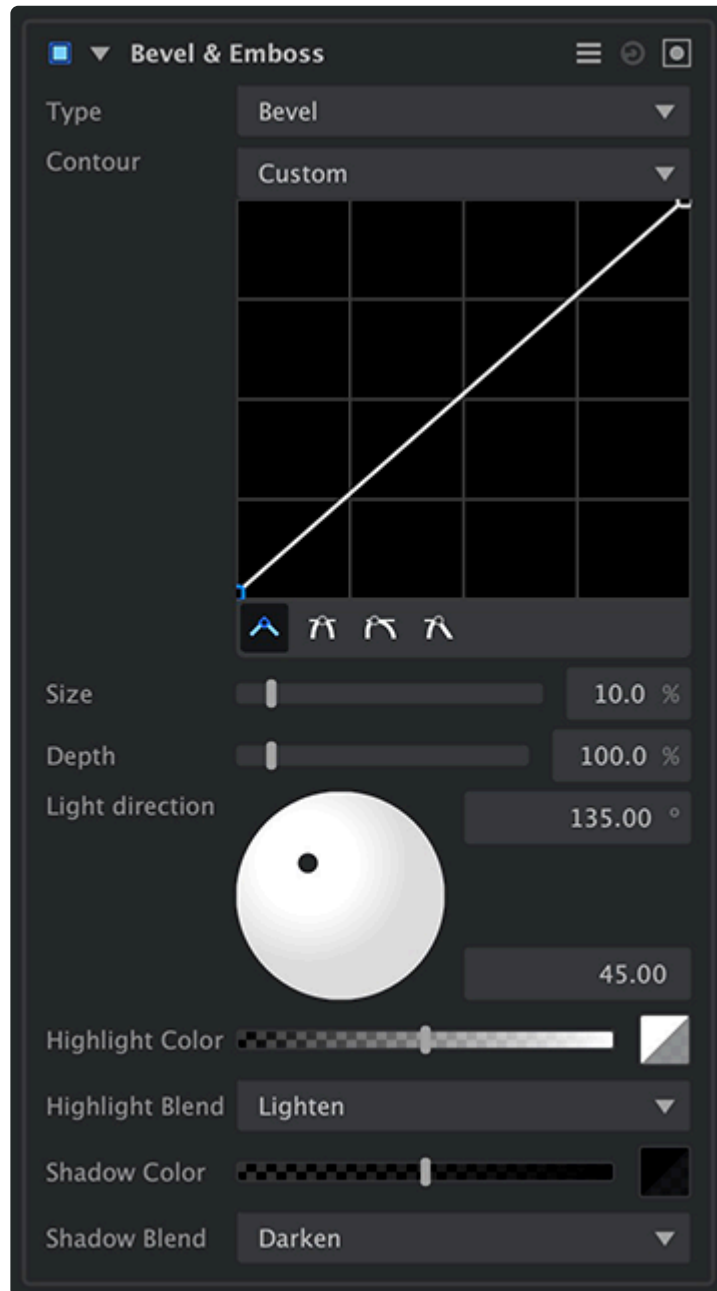 Bevel & Emboss
Type Bevel
Contour Custom
Size 10.0 %
Depth 100.0 %
Light direction 135.00 °
45.00
Highlight Color
Highlight Blend Lighten
Shadow Color
Shadow Blend Darken